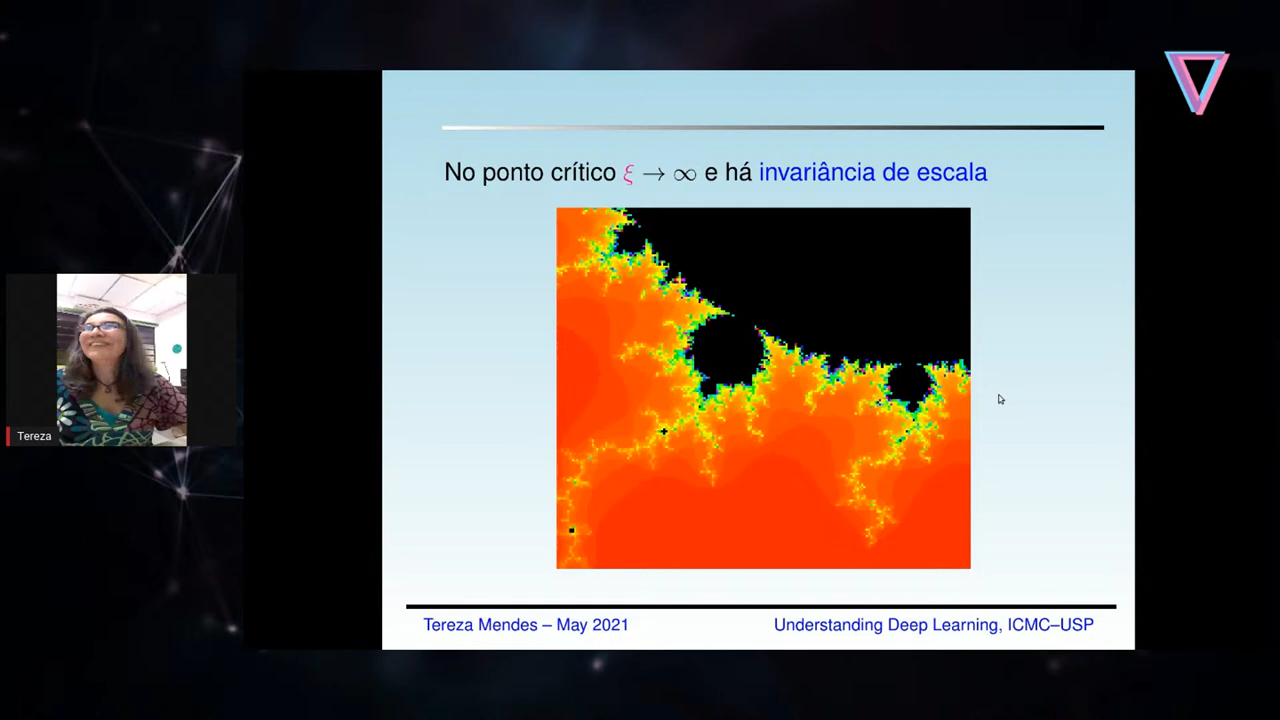 No ponto crítico ξ → ∞ e há invariância de escala
Tereza
Tereza Mendes – May 2021
Understanding Deep Learning, ICMC–USP